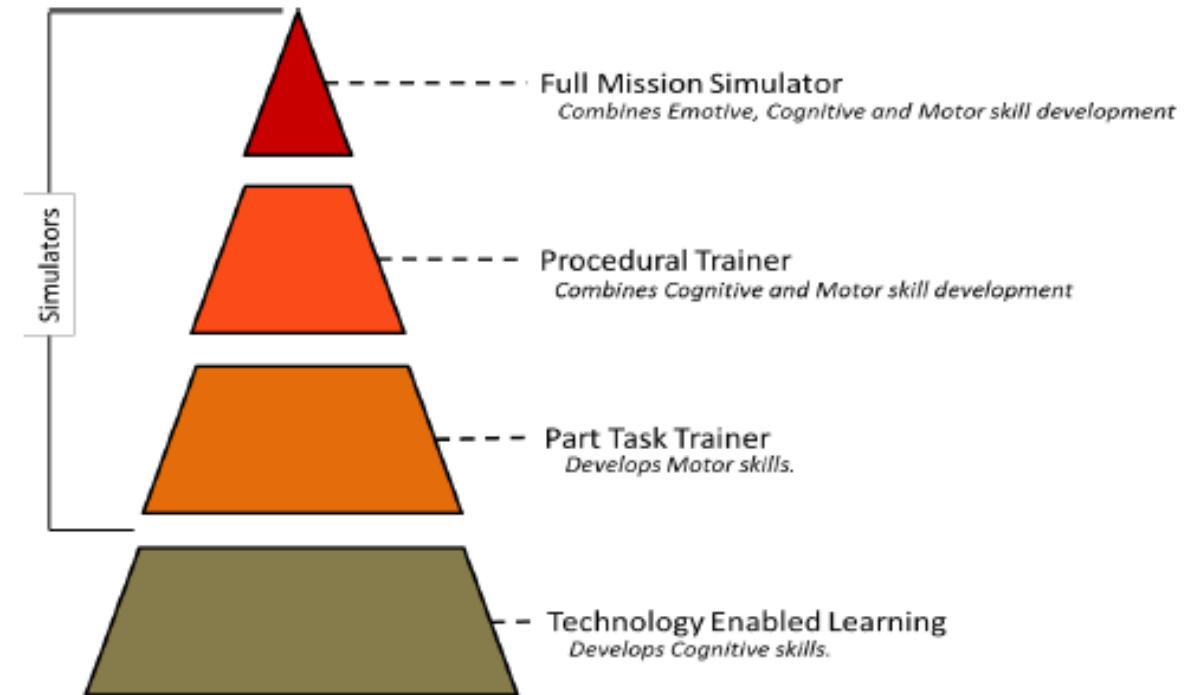 Full Mission Simulator
Combines Emotive, Cognitive and Motor skill development
Simulators
Procedural Trainer
Combines Cognitive and Motor skill development
Part Task Trainer
Develops Motor skills.
Technology Enabled Learning
Develops Cognitive skills.